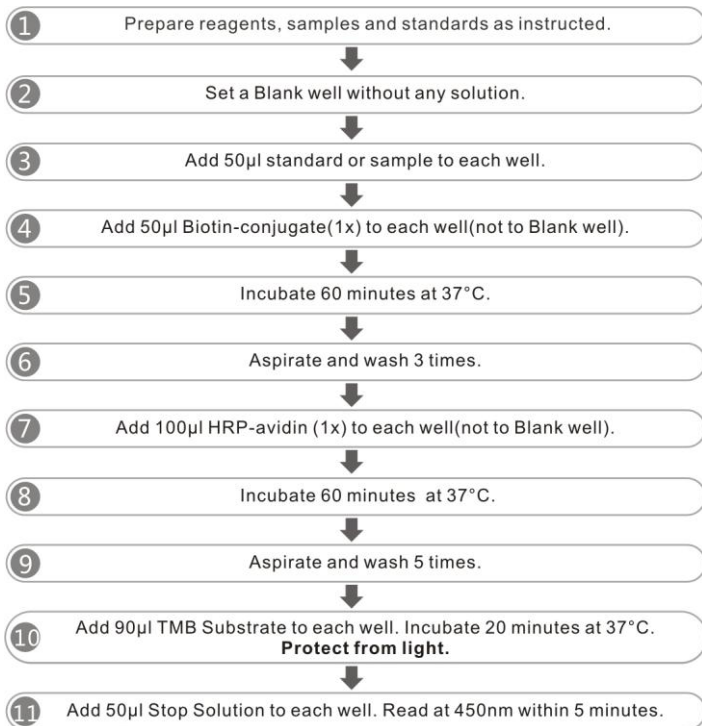 1 Prepare reagents, samples and standards as instructed.
2 Set a Blank well without any solution.
3 Add 50μl standard or sample to each well.
4 Add 50μl Biotin-conjugate(1x) to each well(not to Blank well).
5 Incubate 60 minutes at 37°C.
6 Aspirate and wash 3 times.
7 Add 100μl HRP-avidin (1x) to each well(not to Blank well).
8 Incubate 60 minutes at 37°C.
9 Aspirate and wash 5 times.
10 Add 90μl TMB Substrate to each well. Incubate 20 minutes at 37°C.
Protect from light.
11 Add 50μl Stop Solution to each well. Read at 450nm within 5 minutes.